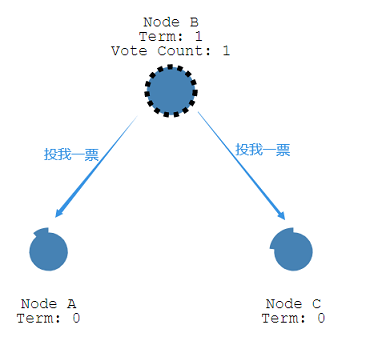 Node B
Term: 1
Vote Count: 1
投我一票
投我一票
Node A
Term: 0
Node C
Term: 0